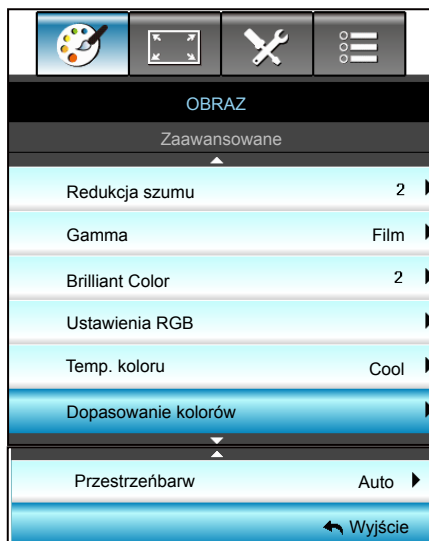 OBRAZ
Zaawansowane
Redukcja szumu 2
Gamma Film
Brilliant Color 2
Ustawienia RGB
Temp. koloru Cool
Dopasowanie kolorów
Przestrzeńbarw Auto
Wyjście